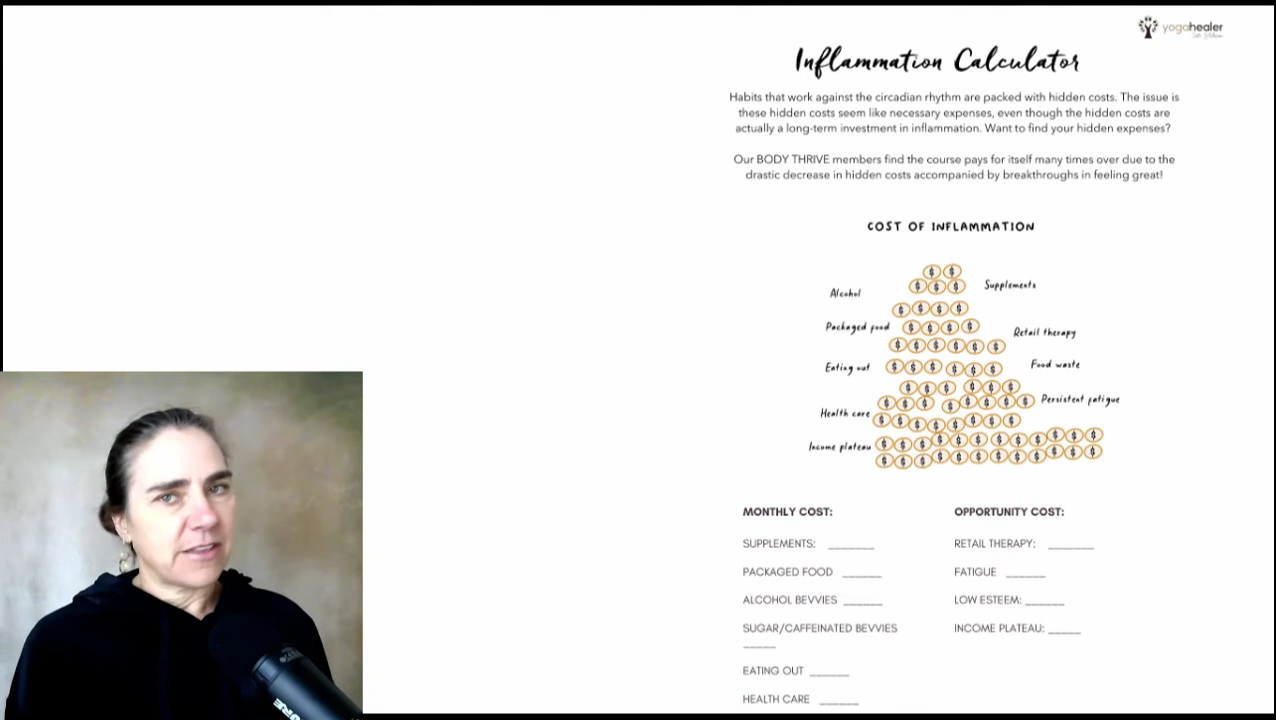 yogahealer
Inflammation Calculator
Habits that work against the circadian rhythm are packed with hidden costs. The issue is
these hidden costs seem like necessary expenses, even though the hidden costs are
actually a long-term investment in inflammation. Want to find your hidden expenses?
Our BODY THRIVE members find the course pays for itself many times over due to the
drastic decrease in hidden costs accompanied by breakthroughs in feeling great!
COST OF INFLAMMATION
Alcohol
Supplements
Packaged food
Retail therapy
Eating out
Food waste
Persistent fatigue
Health care
Income plateau
MONTHLY COST:
SUPPLEMENTS: ________
PACKAGED FOOD ________
ALCOHOL BEVVIES ________
SUGAR/CAFFEINATED BEVVIES
________
EATING OUT ________
HEALTH CARE ________
OPPORTUNITY COST:
RETAIL THERAPY: ________
FATIGUE ________
LOW ESTEEM: ________
INCOME PLATEAU: ________